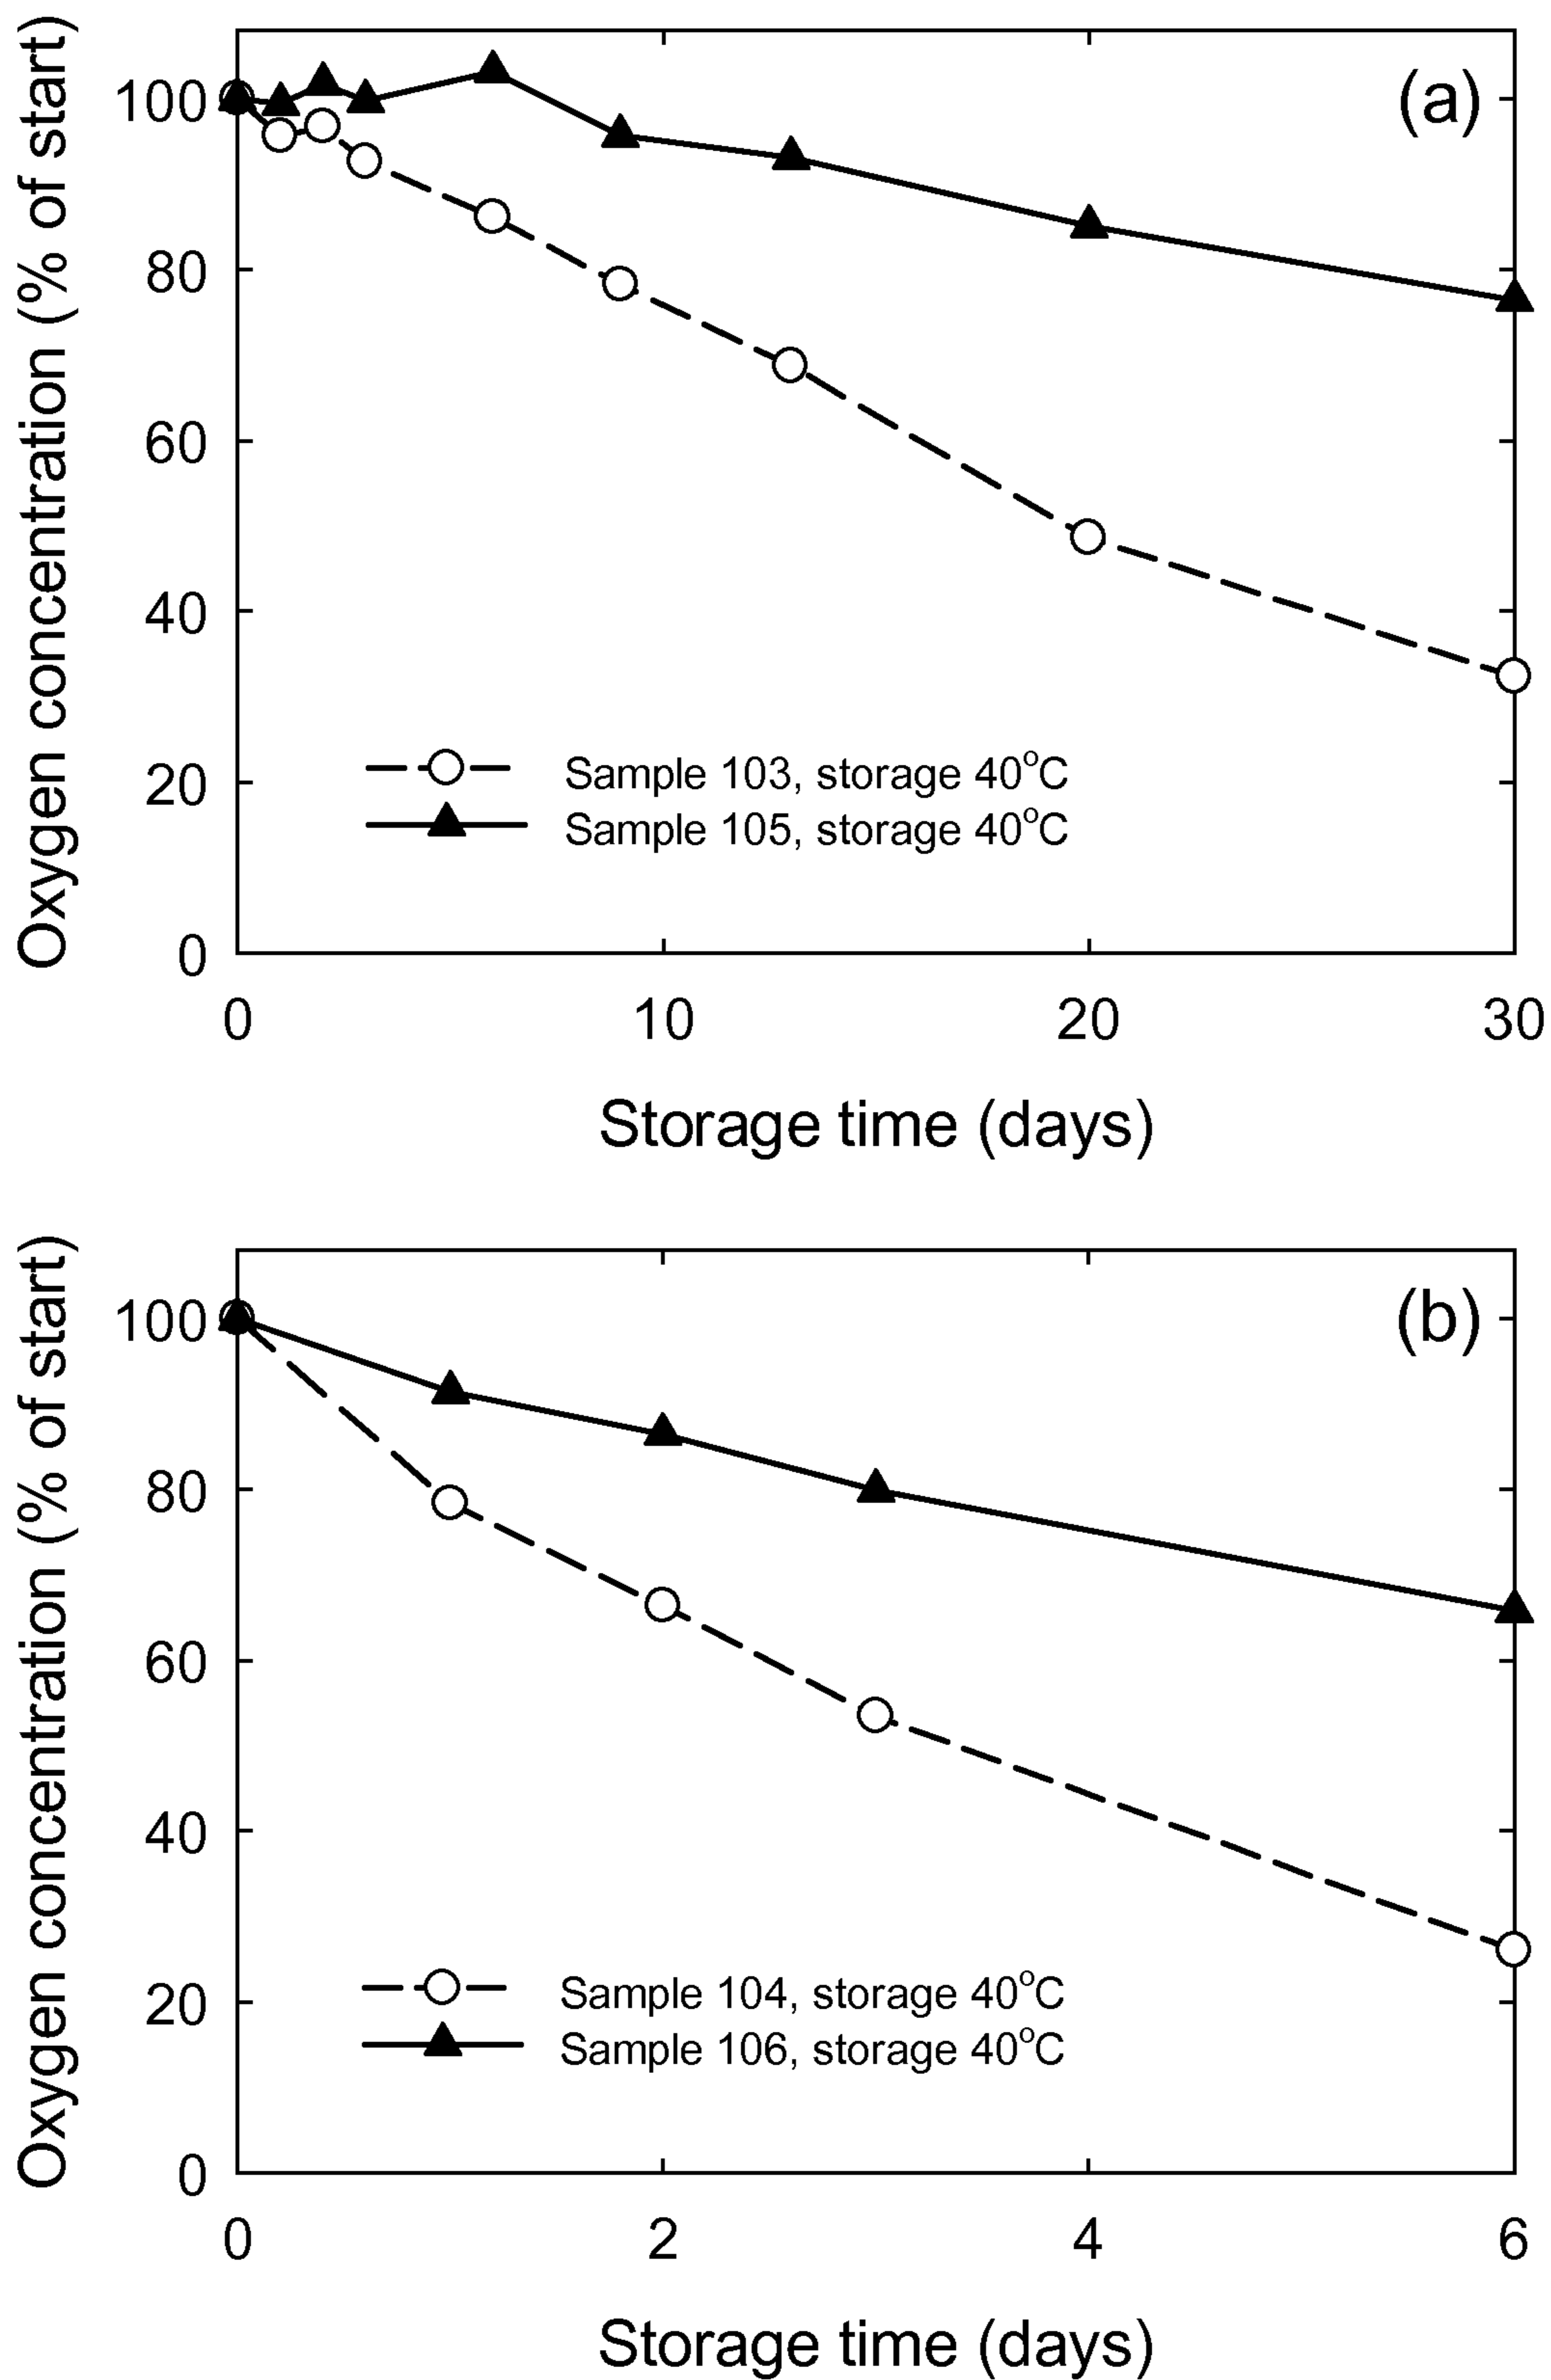 Oxygen concentration (% of start)
(a)
100
80
60
40
20
0
Sample 103, storage 40°C
Sample 105, storage 40°C
0 10 20 30
Storage time (days)
Oxygen concentration (% of start)
(b)
100
80
60
40
20
0
Sample 104, storage 40°C
Sample 106, storage 40°C
0 2 4 6
Storage time (days)